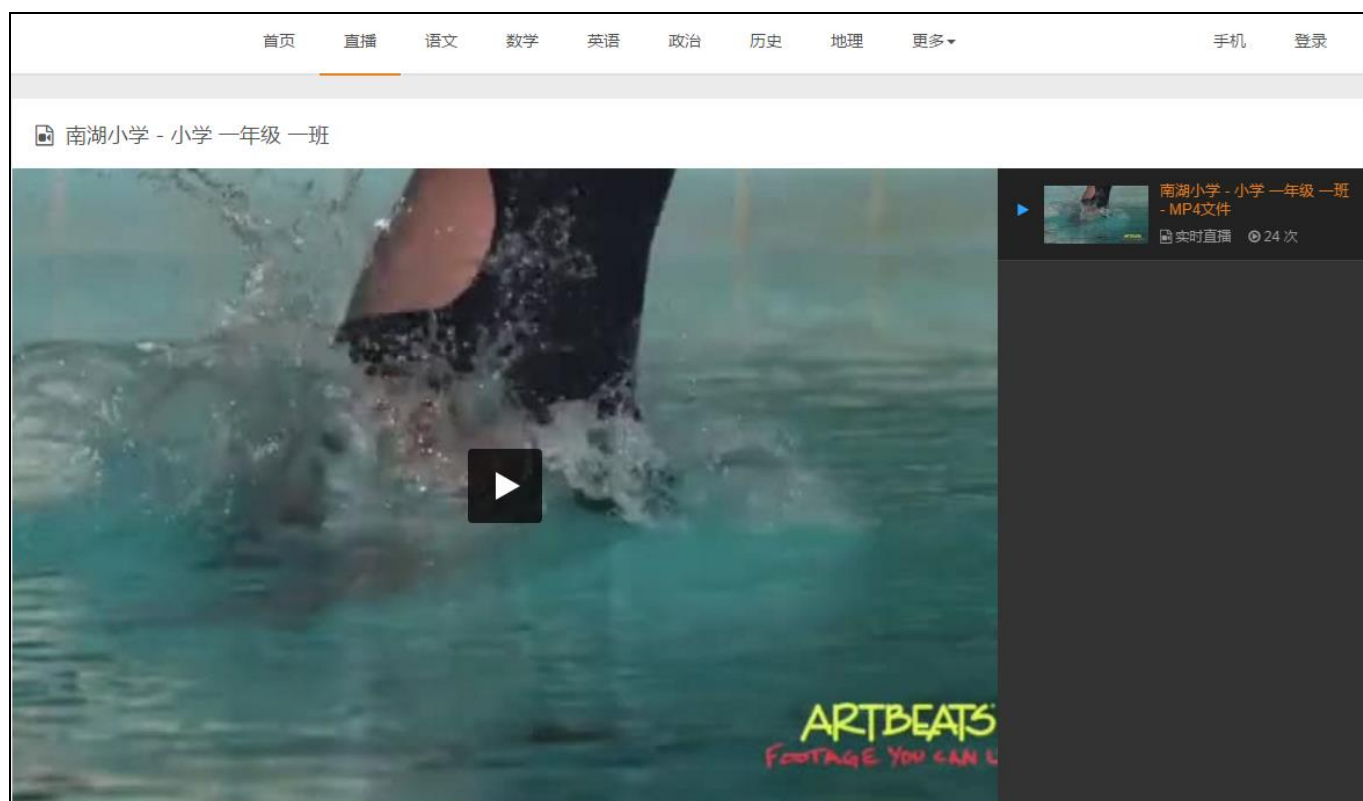 首页 直播 语文 数学 英语 政治 历史 地理 更多 手机 登录
南湖小学 - 小学 一年级 一班
南湖小学 - 小学 一年级 一班
- MP4文件
实时直播 24 次
ARTBEATS
FOOTAGE YOU CAN